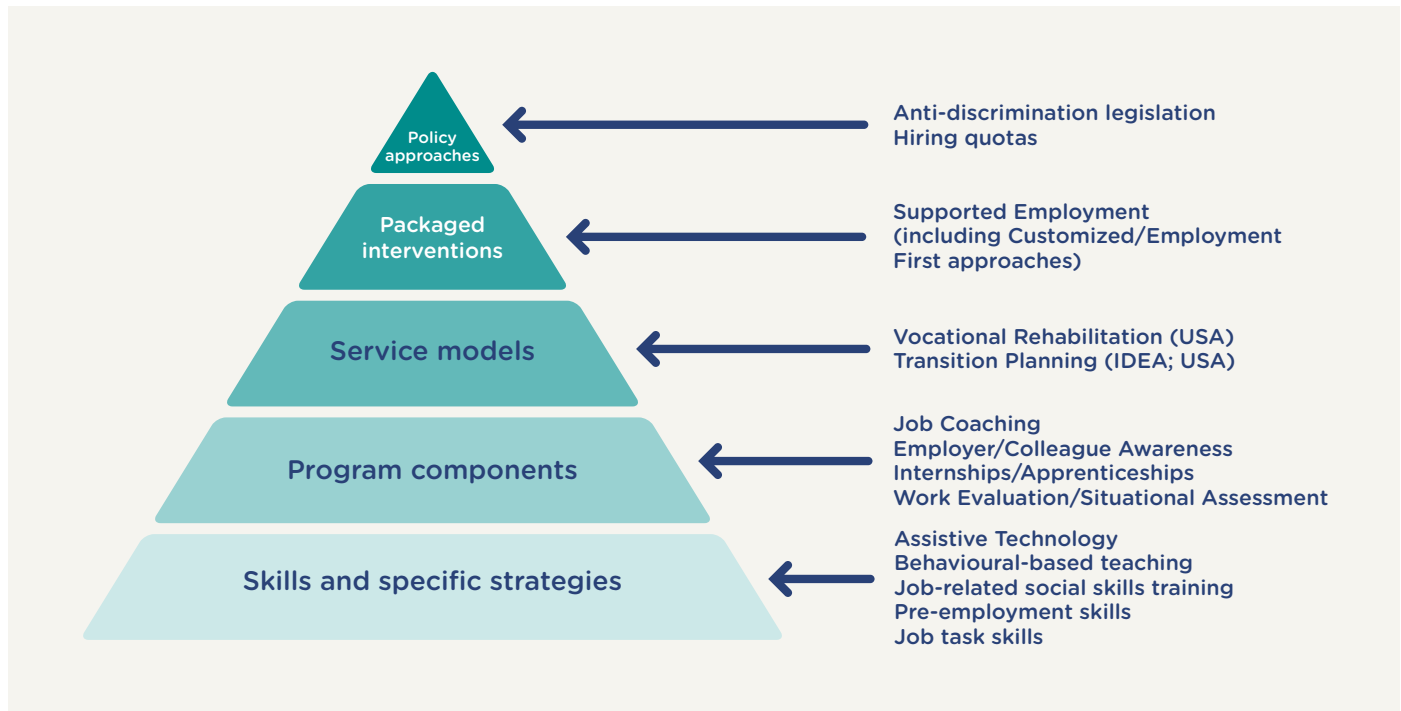 Policy
approaches
Anti-discrimination legislation
Hiring quotas
Packaged
interventions
Supported Employment
(including Customized/Employment
First approaches)
Service models
Vocational Rehabilitation (USA)
Transition Planning (IDEA; USA)
Program components
Job Coaching
Employer/Colleague Awareness
Internships/Apprenticeships
Work Evaluation/Situational Assessment
Skills and specific strategies
Assistive Technology
Behavioural-based teaching
Job-related social skills training
Pre-employment skills
Job task skills